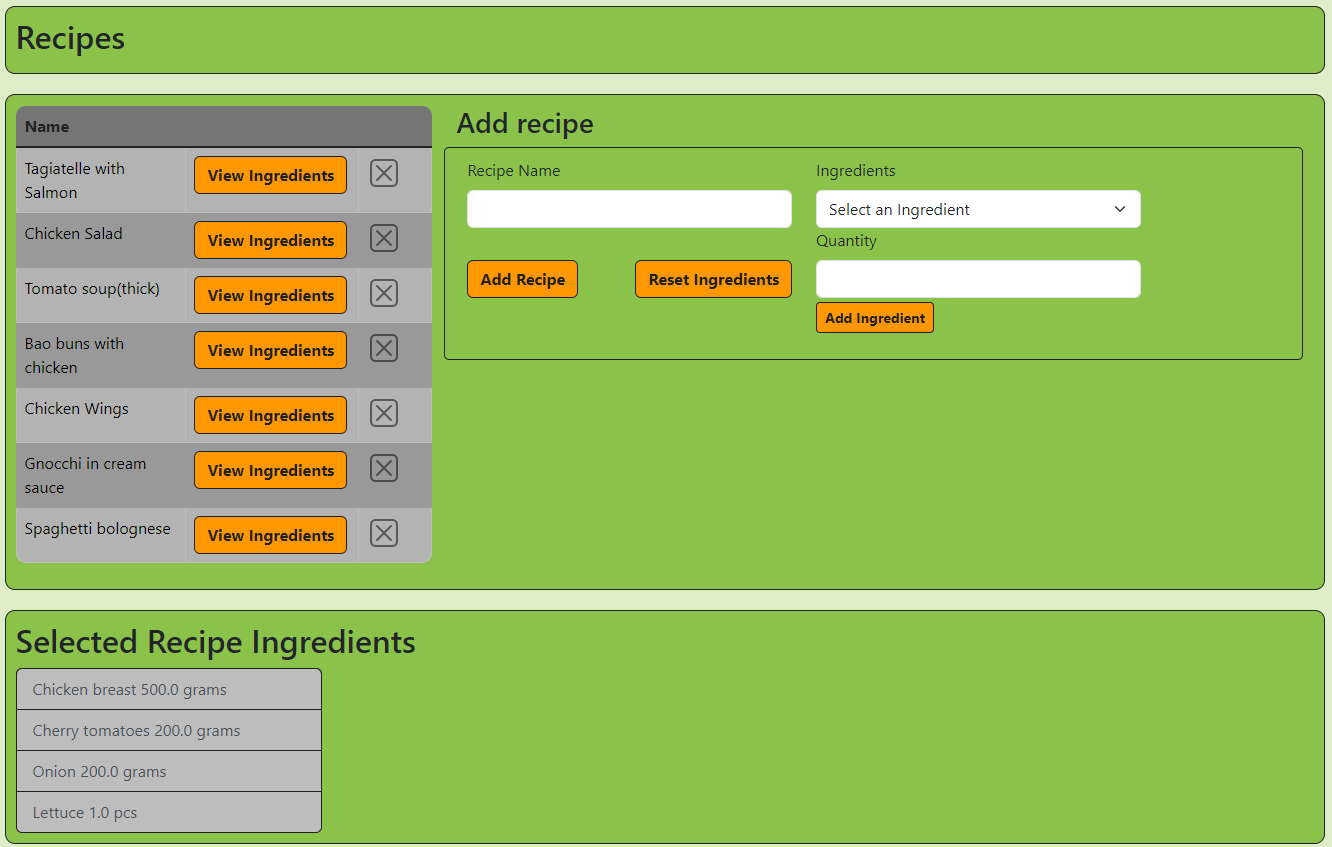 Recipes
Name
Tagiatelle with
Salmon
View Ingredients
Chicken Salad
View Ingredients
Tomato soup(thick)
View Ingredients
Bao buns with
chicken
View Ingredients
Chicken Wings
View Ingredients
Gnocchi in cream
sauce
View Ingredients
Spaghetti bolognese
View Ingredients
Add recipe
Recipe Name
Ingredients
Select an Ingredient
Quantity
Add Recipe
Reset Ingredients
Add Ingredient
Selected Recipe Ingredients
Chicken breast 500.0 grams
Cherry tomatoes 200.0 grams
Onion 200.0 grams
Lettuce 1.0 pcs